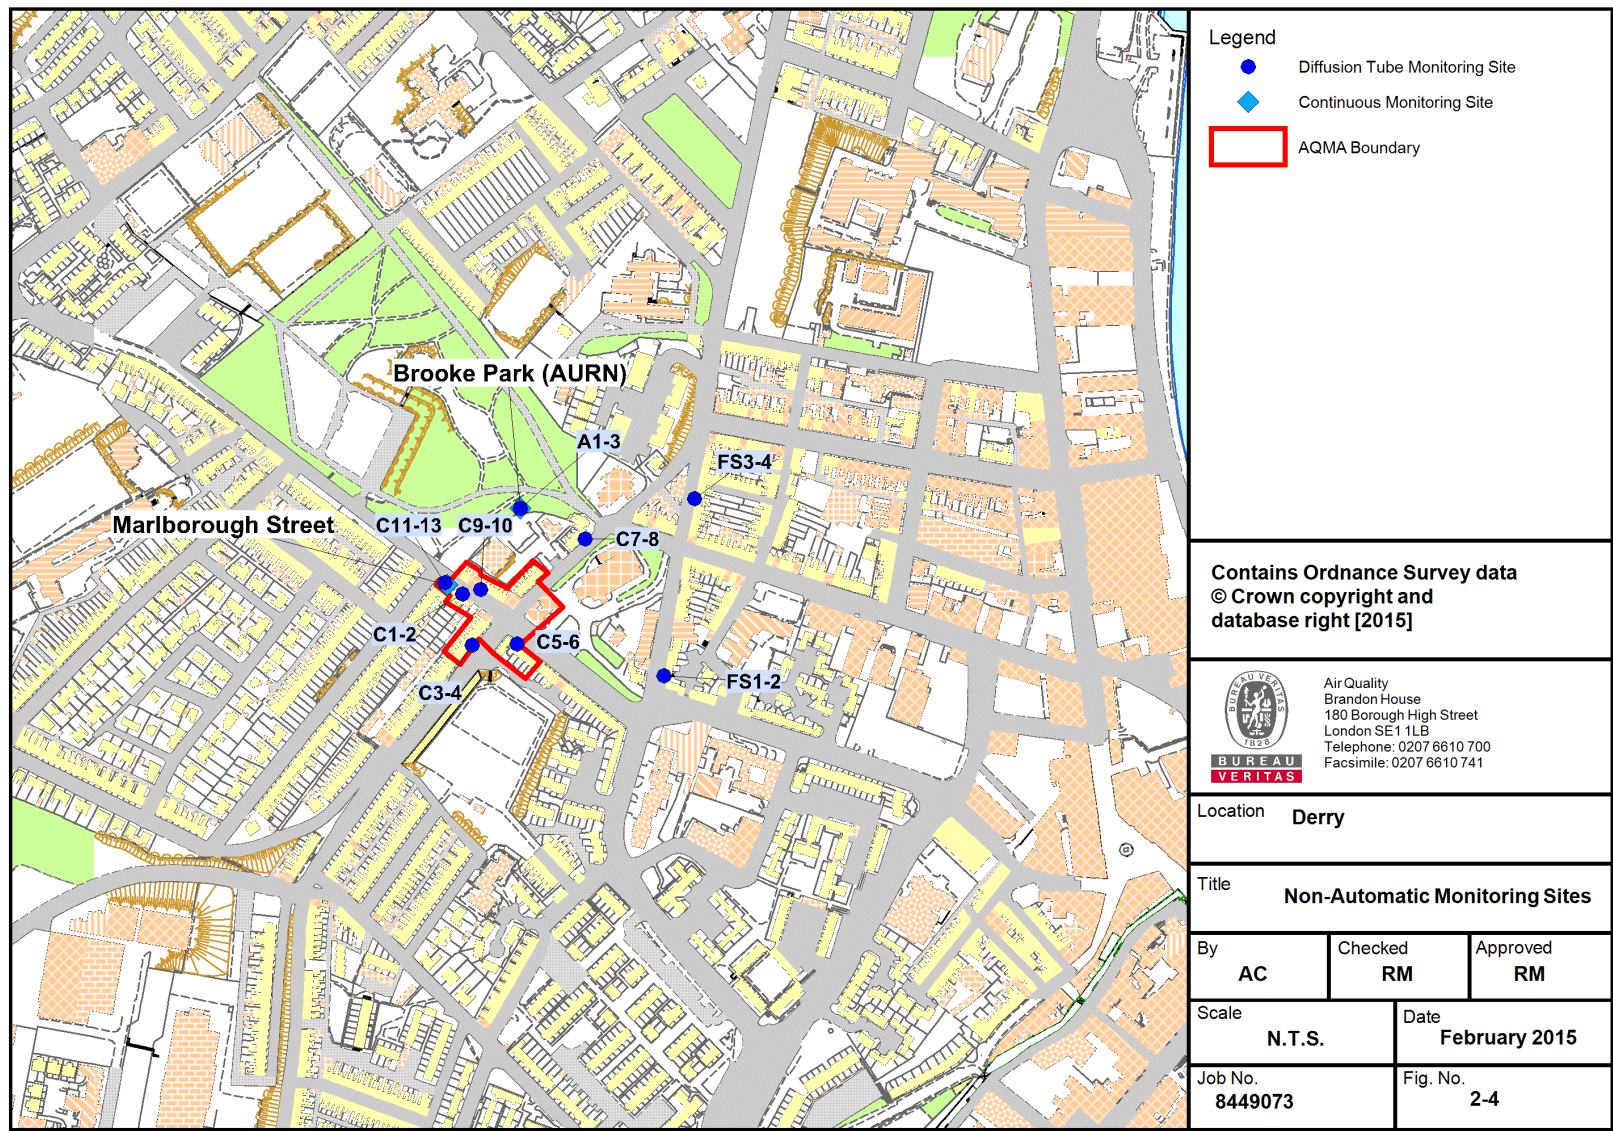 Brooke Park (AURN)
A1-3
FS3-4
Marlborough Street
C11-13
C9-10
C7-8
C1-2
C5-6
C3-4
FS1-2
Legend
Diffusion Tube Monitoring Site
Continuous Monitoring Site
AQMA Boundary
Contains Ordnance Survey data
© Crown copyright and
database right [2015]
BUREAU VERITAS
1828
BUREAU
VERITAS
Air Quality
Brandon House
180 Borough High Street
London SE1 1LB
Telephone: 0207 6610 700
Facsimile: 0207 6610 741
Location Derry
Title
Non-Automatic Monitoring Sites
By
AC
Checked
RM
Approved
RM
Scale
N.T.S.
Date
February 2015
Job No.
8449073
Fig. No.
2-4